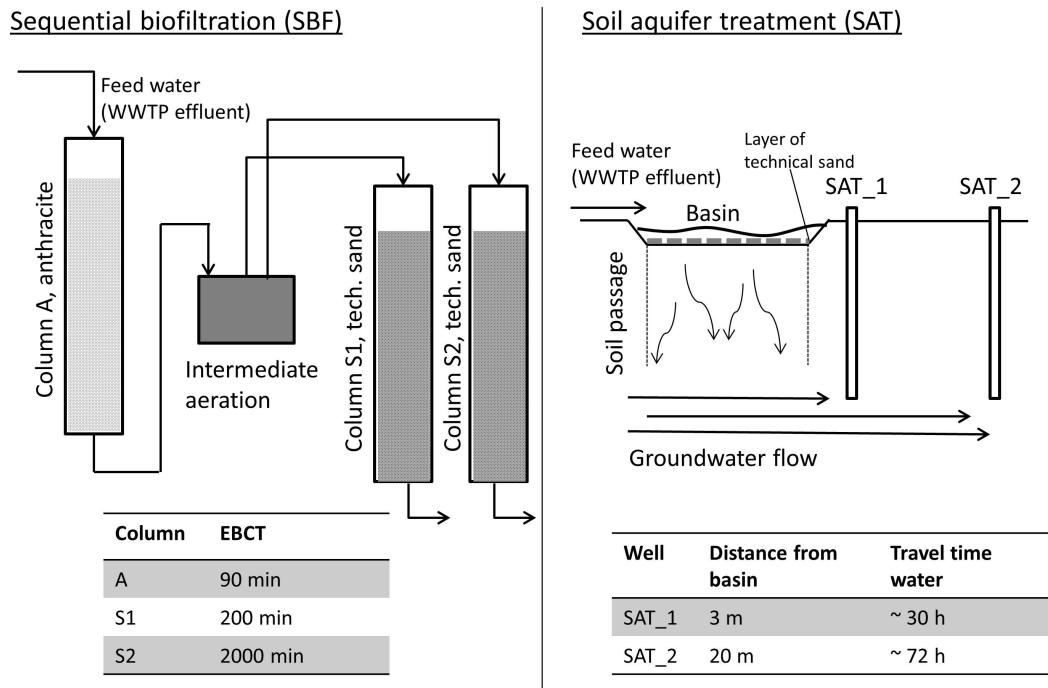 Sequential biofiltration (SBF)
Feed water
(WWTP effluent)
Column A, anthracite
Intermediate
aeration
Column S1, tech. sand
Column S2, tech. sand
Column EBCT
A 90 min
S1 200 min
S2 2000 min
Soil aquifer treatment (SAT)
Feed water
(WWTP effluent)
Layer of
technical sand
Basin
SAT_1
SAT_2
Soil passage
Groundwater flow
Well Distance from Travel time
basin water
SAT_1 3 m ~ 30 h
SAT_2 20 m ~ 72 h